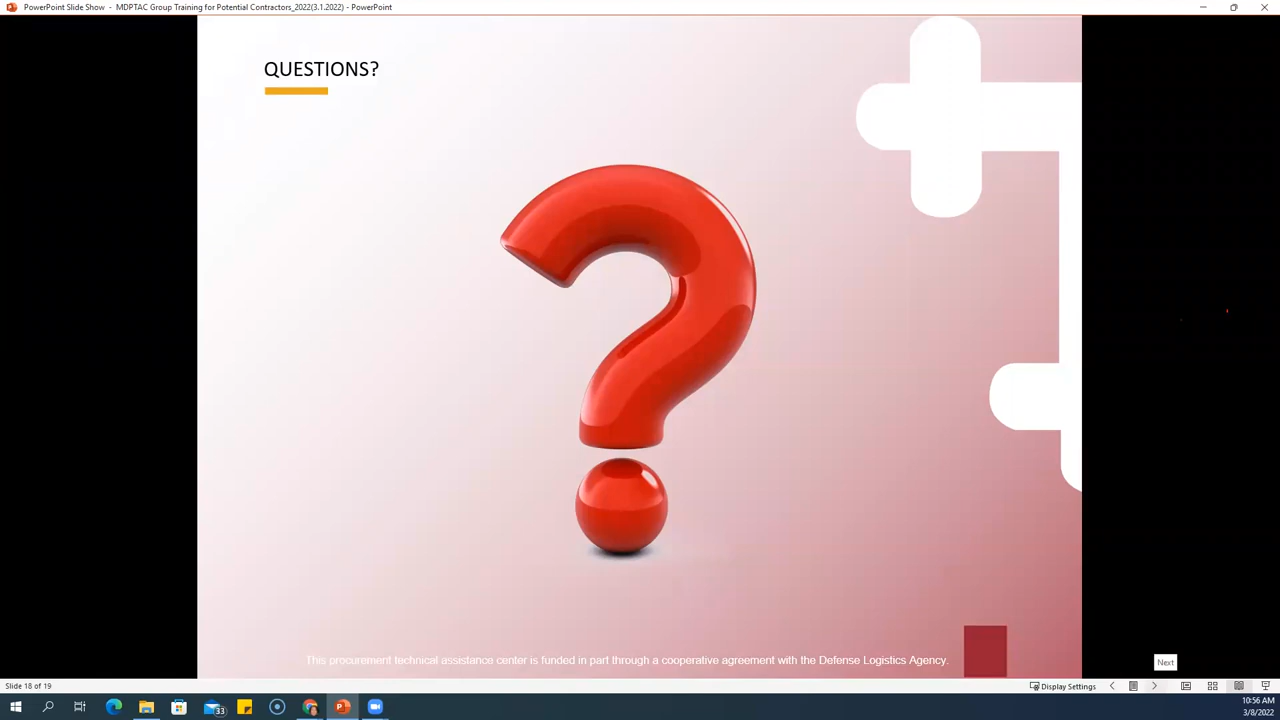 PowerPoint Slide Show - MDPTAC Group Training for Potential Contractors_2022(3.1.2022) - PowerPoint
QUESTIONS?
This procurement technical assistance center is funded in part through a cooperative agreement with the Defense Logistics Agency.
Next
Slide 18 of 19
Display Settings
33
10:56 AM
3/8/2022